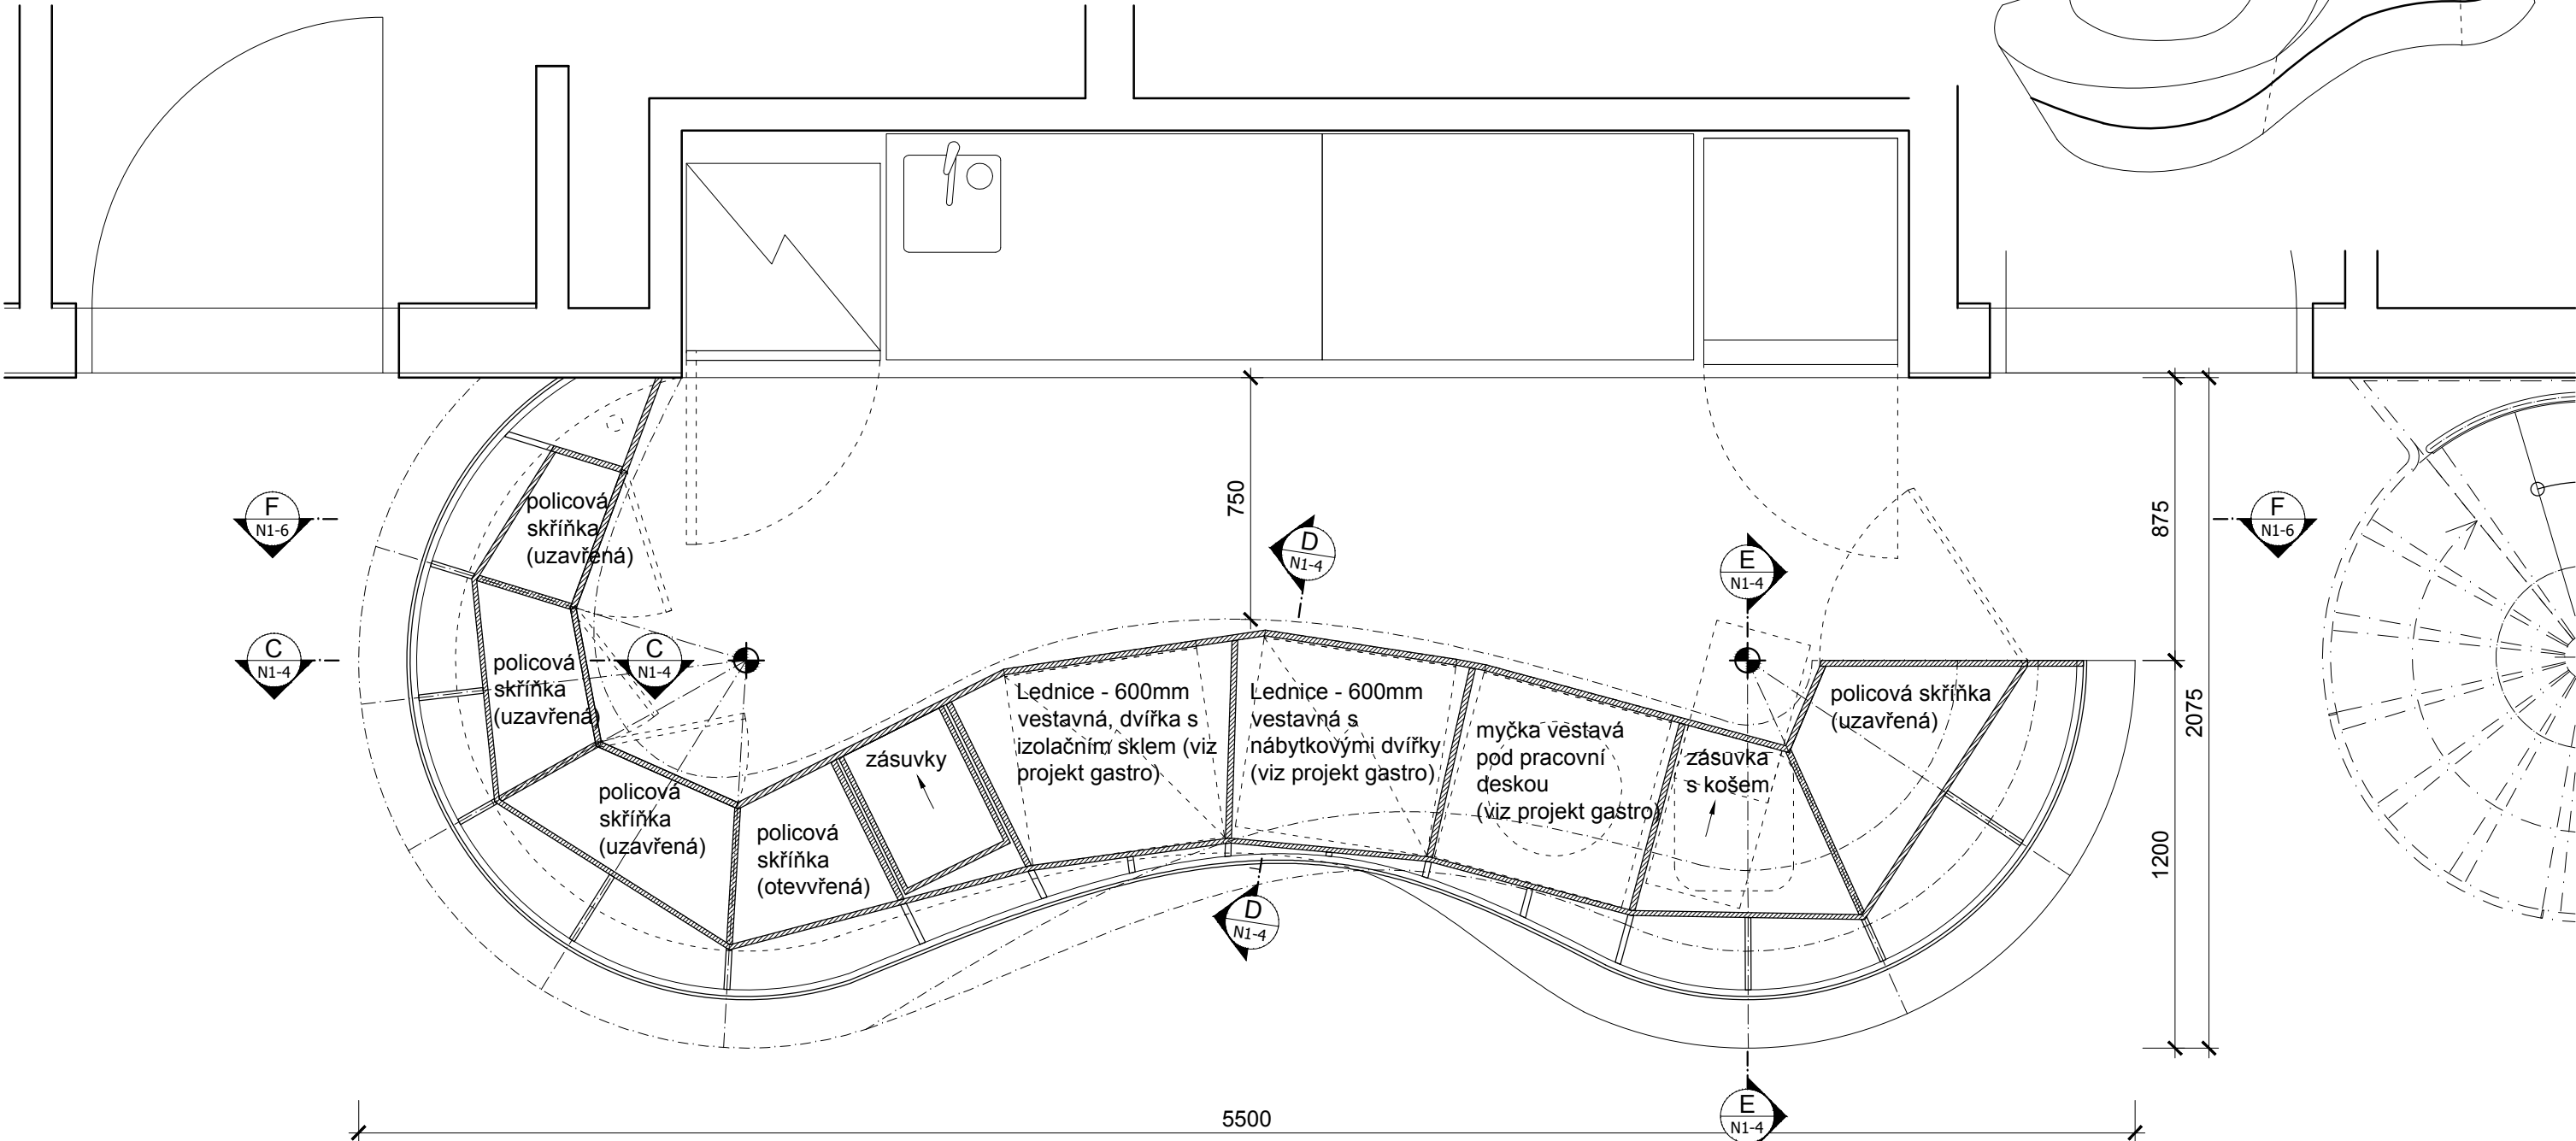 F
N1-6
C
N1-4
policová
skříňka
(uzavřená)
policová
skříňka
(uzavřená)
C
N1-4
policová
skříňka
(uzavřená)
policová
skříňka
(otevvřená)
zásuvky
Lednice - 600mm
vestavná, dvířka s
izolačním sklem (viz
projekt gastro)
750
D
N1-4
Lednice - 600mm
vestavná s
nábytkovými dvířky
(viz projekt gastro)
D
N1-4
myčka vestavá
pod pracovní
deskou
(viz projekt gastro)
E
N1-4
zásuvka
s košem
policová skříňka
(uzavřená)
E
N1-4
875
2075
1200
F
N1-6
5500